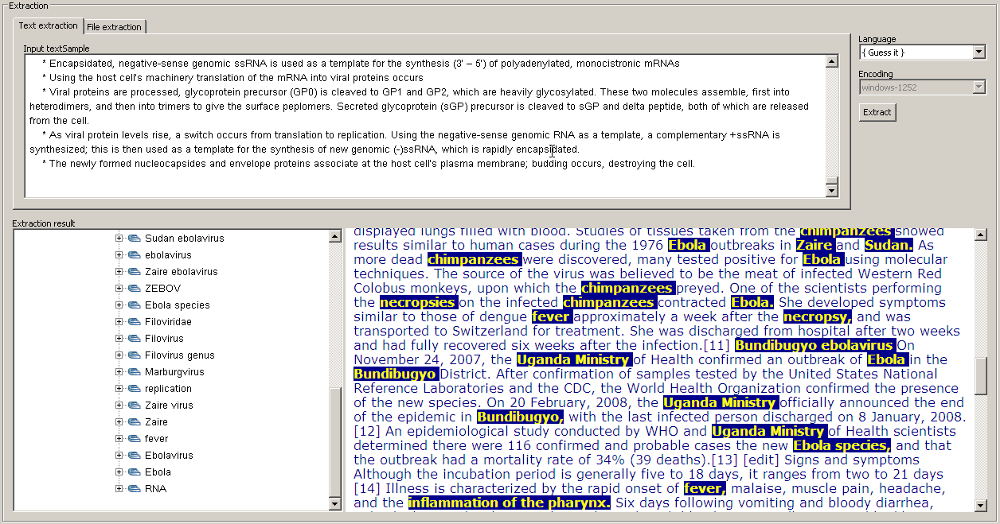 Extraction
Text extraction
File extraction
Input textSample
* Encapsidated, negative-sense genomic ssRNA is used as a template for the synthesis (3' – 5') of polyadenylated, monocistronic mRNAs
* Using the host cell's machinery translation of the mRNA into viral proteins occurs
* Viral proteins are processed, glycoprotein precursor (GP0) is cleaved to GP1 and GP2, which are heavily glycosylated. These two molecules assemble, first into
heterodimers, and then into trimers to give the surface peplomers. Secreted glycoprotein (sGP) precursor is cleaved to sGP and delta peptide, both of which are released
from the cell.
* As viral protein levels rise, a switch occurs from translation to replication. Using the negative-sense genomic RNA as a template, a complementary +ssRNA is
synthesized; this is then used as a template for the synthesis of new genomic (-)ssRNA, which is rapidly encapsidated.
* The newly formed nucleocapsides and envelope proteins associate at the host cell's plasma membrane; budding occurs, destroying the cell.
Language
{ Guess it }
Encoding
windows-1252
Extract
Extraction result
Sudan ebolavirus
ebolavirus
Zaire ebolavirus
ZEBOV
Ebola species
Filoviridae
Filovirus
Filovirus genus
Marburgvirus
replication
Zaire virus
Zaire
fever
Ebolavirus
Ebola
RNA
displayed lungs filled with blood. Studies of tissues taken from the chimpanzees showed
results similar to human cases during the 1976 Ebola outbreaks in Zaire and Sudan. As
more dead chimpanzees were discovered, many tested positive for Ebola using molecular
techniques. The source of the virus was believed to be the meat of infected Western Red
Colobus monkeys, upon which the chimpanzees preyed. One of the scientists performing
the necropsies on the infected chimpanzees contracted Ebola. She developed symptoms
similar to those of dengue fever approximately a week after the necropsy, and was
transported to Switzerland for treatment. She was discharged from hospital after two weeks
and had fully recovered six weeks after the infection.[11] Bundibugyo ebolavirus On
November 24, 2007, the Uganda Ministry of Health confirmed an outbreak of Ebola in the
Bundibugyo District. After confirmation of samples tested by the United States National
Reference Laboratories and the CDC, the World Health Organization confirmed the presence
of the new species. On 20 February, 2008, the Uganda Ministry officially announced the end
of the epidemic in Bundibugyo, with the last infected person discharged on 8 January, 2008.
[12] An epidemiological study conducted by WHO and Uganda Ministry of Health scientists
determined there were 116 confirmed and probable cases the new Ebola species, and that
the outbreak had a mortality rate of 34% (39 deaths).[13] [edit] Signs and symptoms
Although the incubation period is generally five to 18 days, it ranges from two to 21 days
[14] Illness is characterized by the rapid onset of fever, malaise, muscle pain, headache,
and the inflammation of the pharynx. Six days following vomiting and bloody diarrhea,